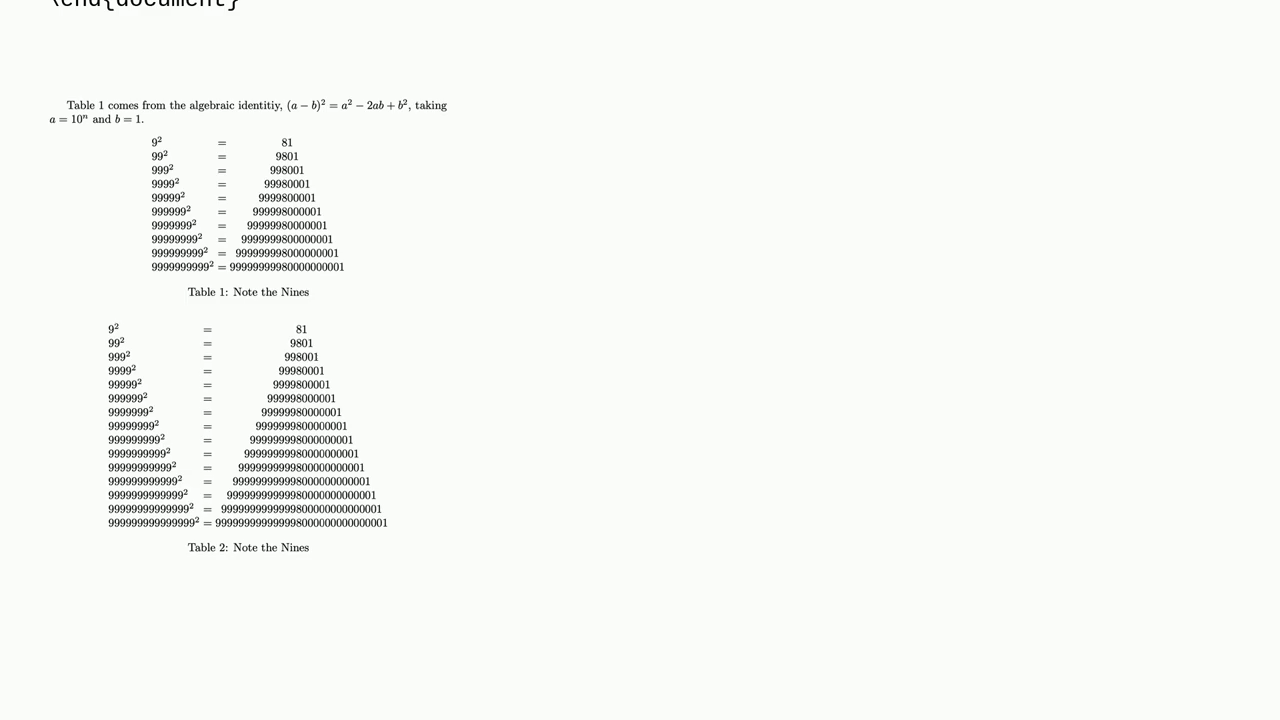 \end{document}
Table 1 comes from the algebraic identitiy, (a − b)² = a² − 2ab + b², taking
a = 10ⁿ and b = 1.
9² = 81
99² = 9801
999² = 998001
9999² = 99980001
99999² = 9999800001
999999² = 999998000001
9999999² = 99999980000001
99999999² = 9999999800000001
999999999² = 999999998000000001
9999999999² = 99999999980000000001
Table 1: Note the Nines
9² = 81
99² = 9801
999² = 998001
9999² = 99980001
99999² = 9999800001
999999² = 999998000001
9999999² = 99999980000001
99999999² = 9999999800000001
999999999² = 999999998000000001
9999999999² = 99999999980000000001
99999999999² = 9999999999800000000001
999999999999² = 999999999998000000000001
9999999999999² = 99999999999980000000000001
99999999999999² = 9999999999999800000000000001
999999999999999² = 999999999999998000000000000001
Table 2: Note the Nines